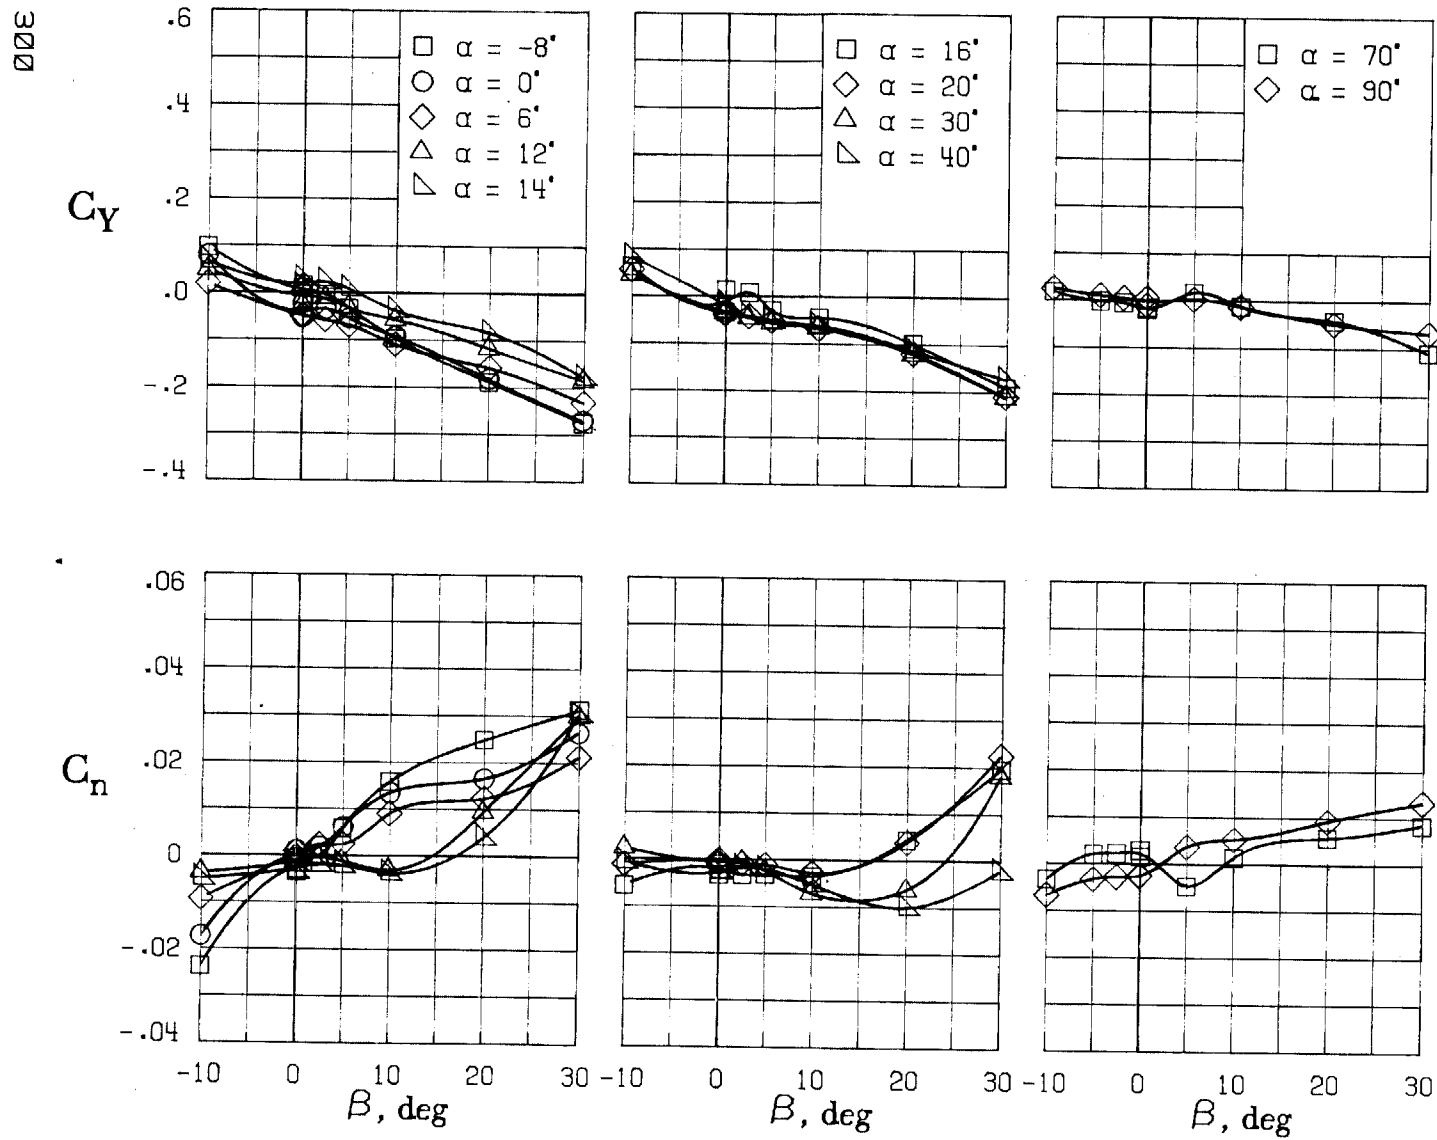 300
.6
.4
.2
.0
-.2
-.4
C_Y
α = -8°
α = 0°
α = 6°
α = 12°
α = 14°
α = 16°
α = 20°
α = 30°
α = 40°
α = 70°
α = 90°
.06
.04
.02
0
-.02
-.04
C_n
-10 0 10 20 30
β, deg
-10 0 10 20 30
β, deg
-10 0 10 20 30
β, deg